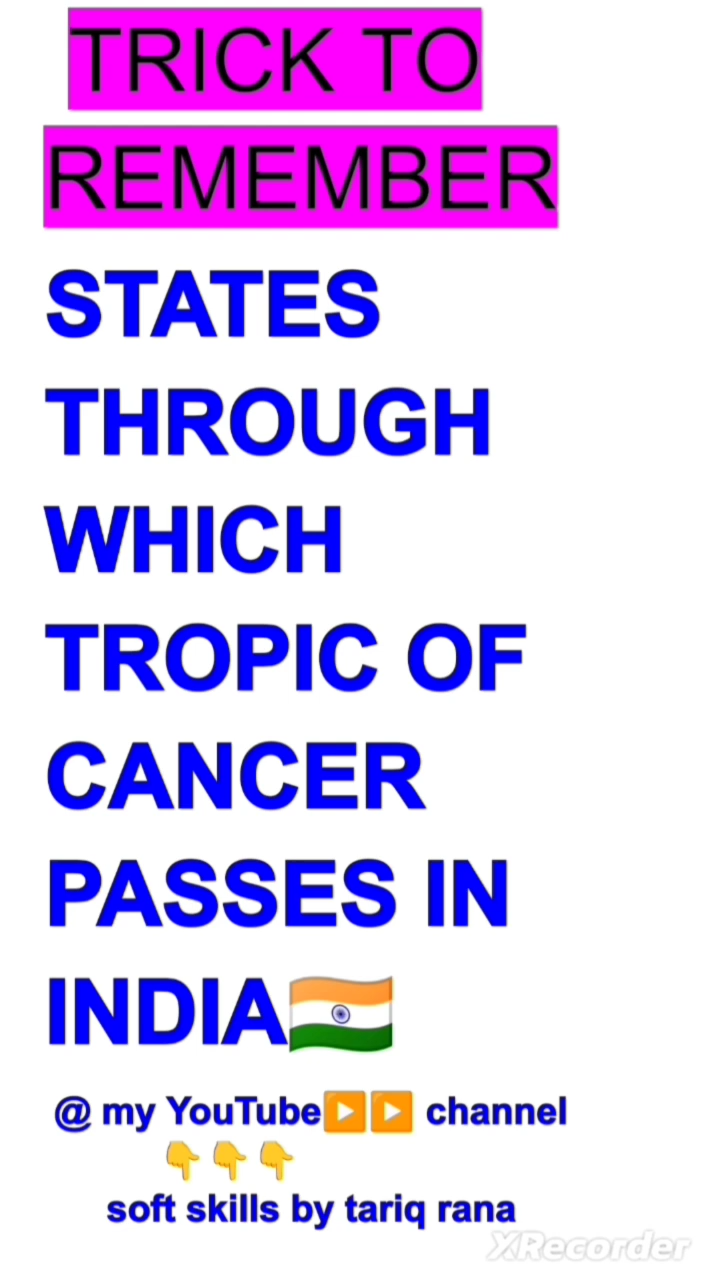 TRICK TO
REMEMBER
STATES
THROUGH
WHICH
TROPIC OF
CANCER
PASSES IN
INDIA🇮🇳
@ my YouTube▶️▶️ channel
👇👇👇
soft skills by tariq rana
XRecorder